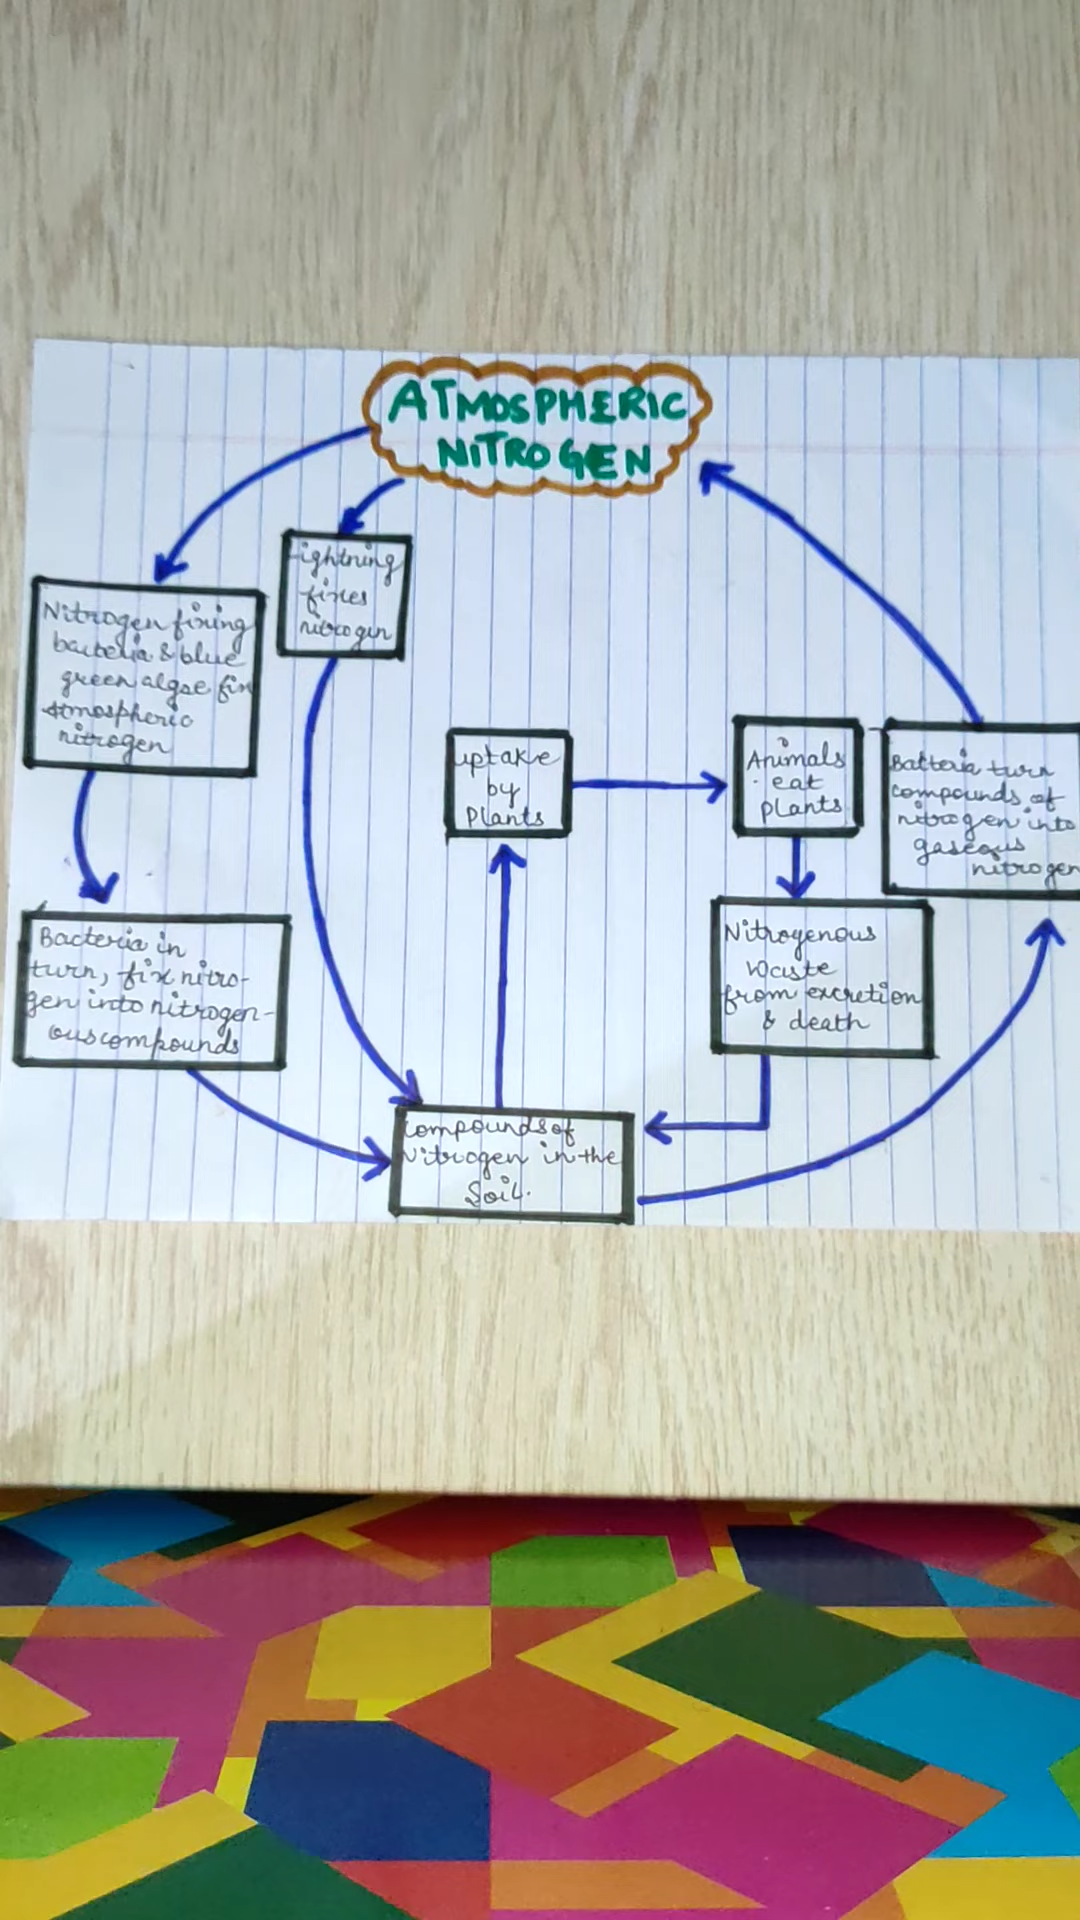 ATMOSPHERIC
NITROGEN
Lightning
fixes
nitrogen
Nitrogen fixing
bacteria & blue
green algae fix
atmospheric
nitrogen
uptake
by
Plants
Animals
eat
plants
Bacteria turn
compounds of
nitrogen into
gaseous
nitrogen
Bacteria in
turn, fix nitro-
gen into nitrogen-
ous compounds
Nitrogenous
waste
from excretion
& death
Compounds of
Nitrogen in the
Soil.